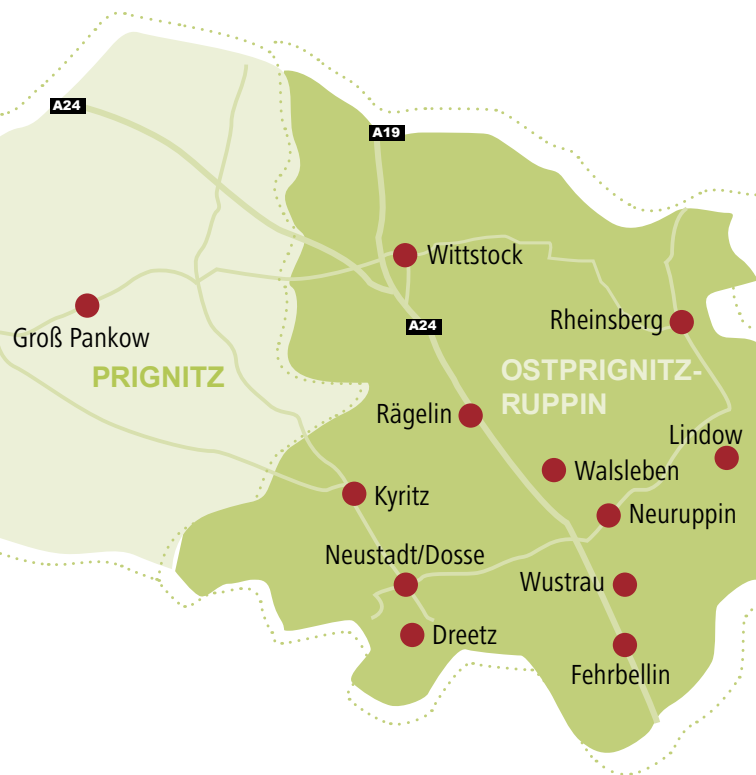 A24
A19
Wittstock
Rheinsberg
A24
Groß Pankow
PRIGNITZ
OSTPRIGNITZ-
RUPPIN
Rägelin
Lindow
Walsleben
Kyritz
Neuruppin
Neustadt/Dosse
Wustrau
Dreetz
Fehrbellin